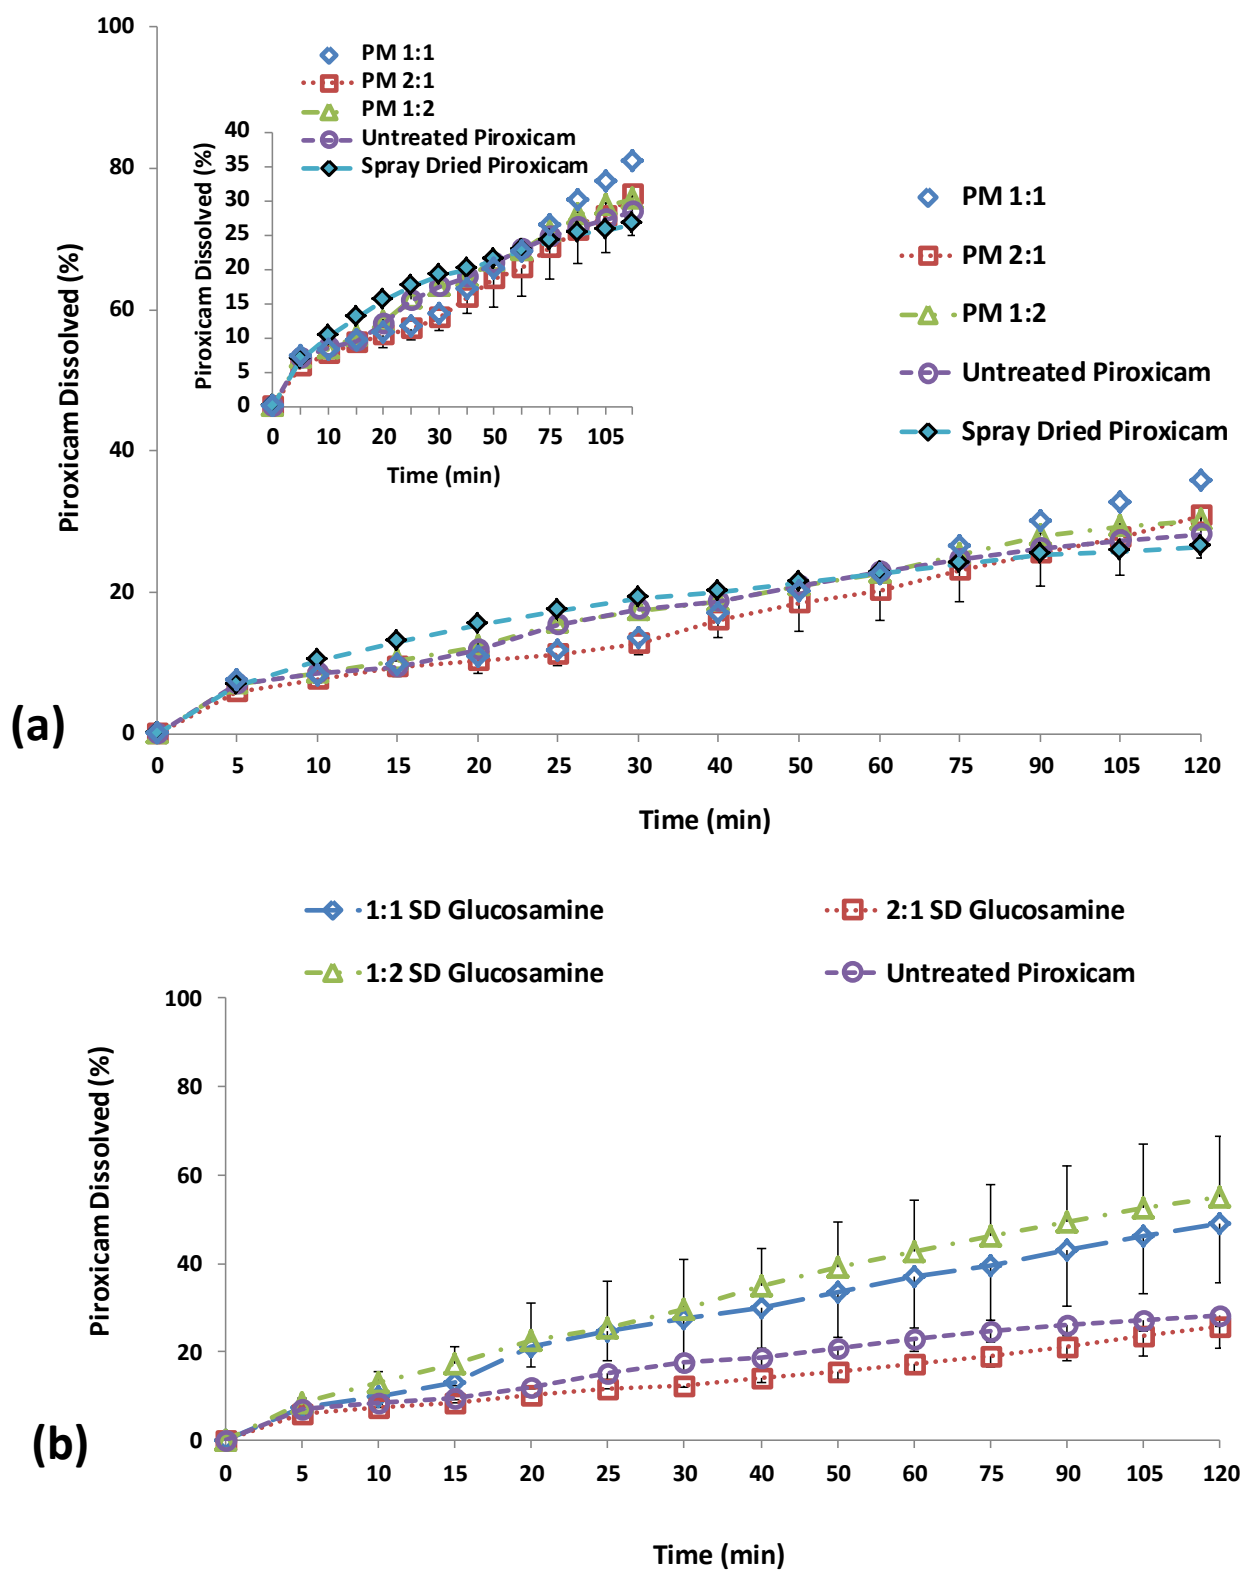 100
80
60
40
20
0
Piroxicam Dissolved (%)
PM 1:1
PM 2:1
PM 1:2
Untreated Piroxicam
Spray Dried Piroxicam
40
35
30
25
20
15
10
5
0
Piroxicam Dissolved (%)
0 10 20 30 50 75 105
Time (min)
PM 1:1
PM 2:1
PM 1:2
Untreated Piroxicam
Spray Dried Piroxicam
(a)
0 5 10 15 20 25 30 40 50 60 75 90 105 120
Time (min)
1:1 SD Glucosamine
2:1 SD Glucosamine
1:2 SD Glucosamine
Untreated Piroxicam
100
80
60
40
20
0
Piroxicam Dissolved (%)
(b)
0 5 10 15 20 25 30 40 50 60 75 90 105 120
Time (min)